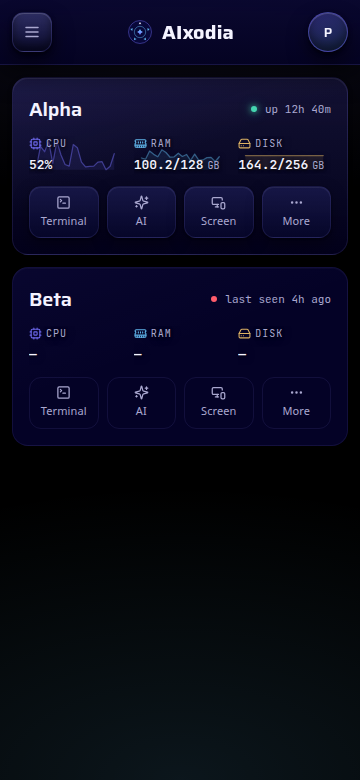 AIxodia
P
Alpha
up 12h 40m
CPU RAM DISK
52% 100.2/128 GB 164.2/256 GB
Terminal AI Screen More
Beta
last seen 4h ago
CPU RAM DISK
— — —
Terminal AI Screen More